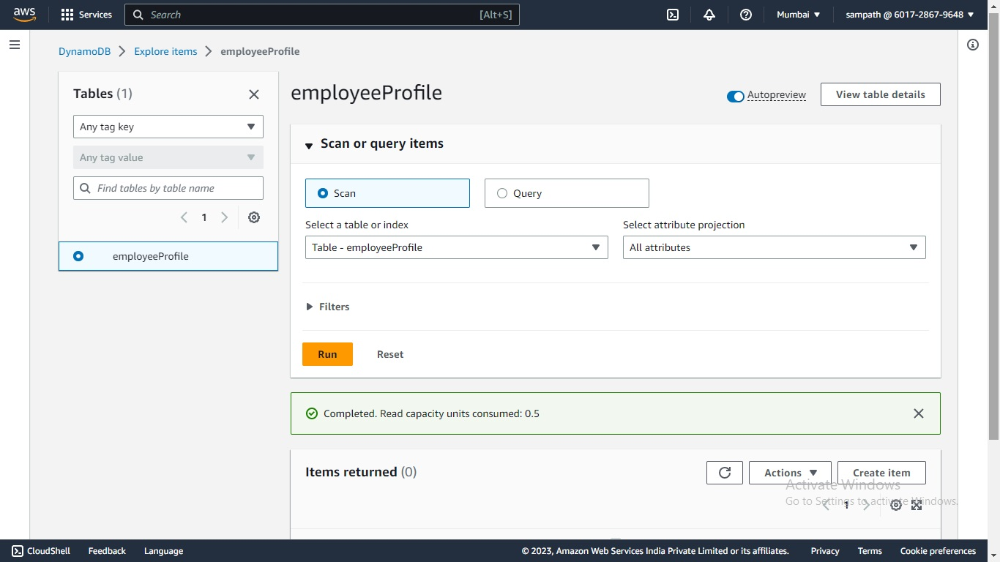 aws Services Search [Alt+S] Mumbai sampath @ 6017-2867-9648
DynamoDB Explore items employeeProfile
Tables (1)
Any tag key
Any tag value
Find tables by table name
1
employeeProfile
employeeProfile
Autopreview View table details
Scan or query items
Scan Query
Select a table or index Select attribute projection
Table - employeeProfile All attributes
Filters
Run Reset
Completed. Read capacity units consumed: 0.5
Items returned (0) Actions Create item
Activate Windows
Go to Settings to activate Windows.
1
CloudShell Feedback Language © 2023, Amazon Web Services India Private Limited or its affiliates. Privacy Terms Cookie preferences